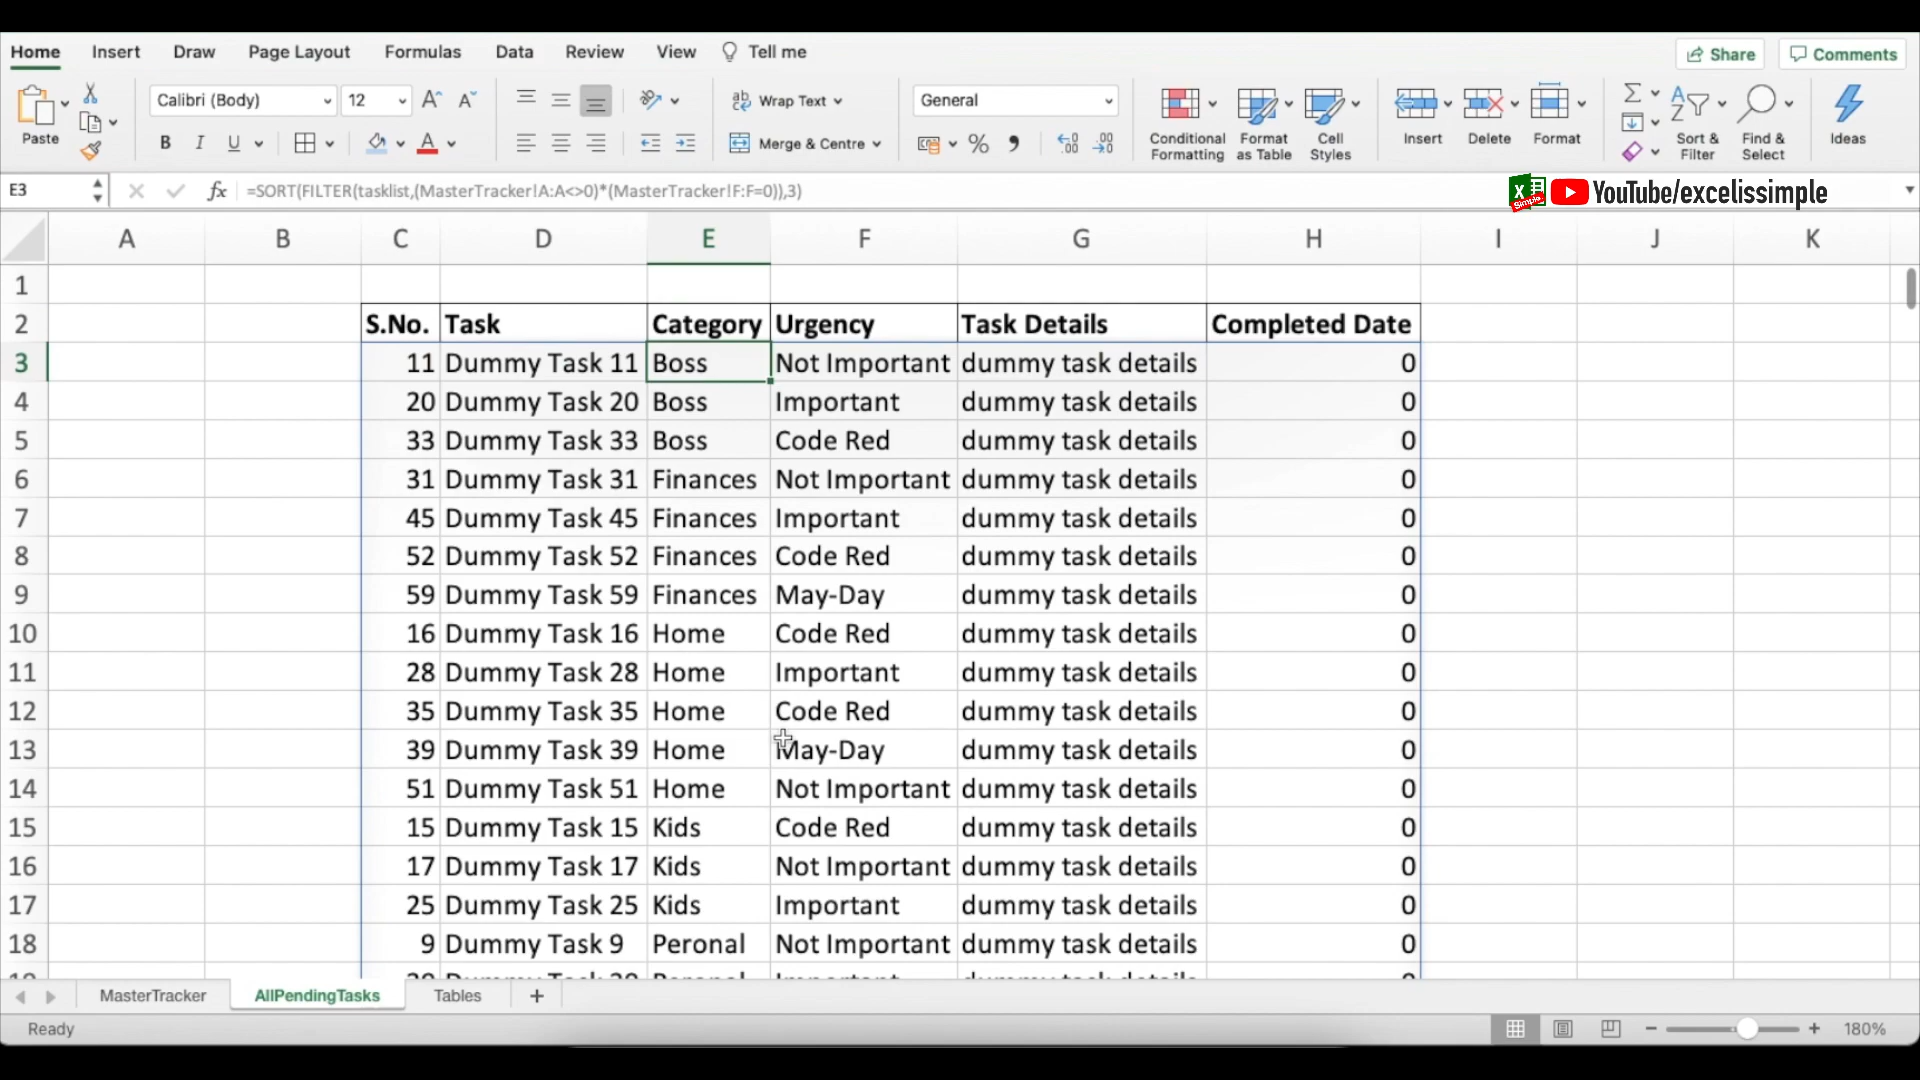 Home Insert Draw Page Layout Formulas Data Review View Tell me Share Comments
Calibri (Body) 12 Wrap Text General
Paste B I U Merge & Centre % Conditional Formatting Format as Table Cell Styles Insert Delete Format Sort & Filter Find & Select Ideas
E3 fx =SORT(FILTER(tasklist,(MasterTracker!A:A<>0)*(MasterTracker!F:F=0)),3) Simple YouTube/excelissimple
A B C D E F G H I J K
1
2 S.No. Task Category Urgency Task Details Completed Date
3 11 Dummy Task 11 Boss Not Important dummy task details 0
4 20 Dummy Task 20 Boss Important dummy task details 0
5 33 Dummy Task 33 Boss Code Red dummy task details 0
6 31 Dummy Task 31 Finances Not Important dummy task details 0
7 45 Dummy Task 45 Finances Important dummy task details 0
8 52 Dummy Task 52 Finances Code Red dummy task details 0
9 59 Dummy Task 59 Finances May-Day dummy task details 0
10 16 Dummy Task 16 Home Code Red dummy task details 0
11 28 Dummy Task 28 Home Important dummy task details 0
12 35 Dummy Task 35 Home Code Red dummy task details 0
13 39 Dummy Task 39 Home May-Day dummy task details 0
14 51 Dummy Task 51 Home Not Important dummy task details 0
15 15 Dummy Task 15 Kids Code Red dummy task details 0
16 17 Dummy Task 17 Kids Not Important dummy task details 0
17 25 Dummy Task 25 Kids Important dummy task details 0
18 9 Dummy Task 9 Peronal Not Important dummy task details 0
MasterTracker AllPendingTasks Tables +
Ready 180%